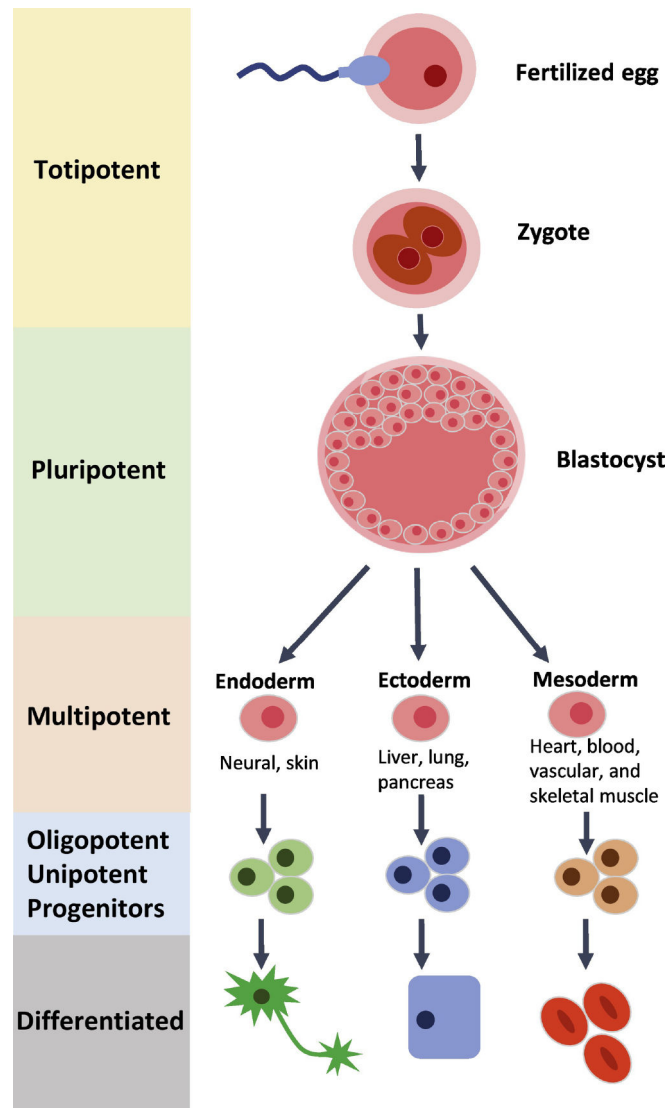 Fertilized egg
Totipotent
Zygote
Pluripotent
Blastocyst
Multipotent
Endoderm
Neural, skin
Ectoderm
Liver, lung,
pancreas
Mesoderm
Heart, blood,
vascular, and
skeletal muscle
Oligopotent
Unipotent
Progenitors
Differentiated